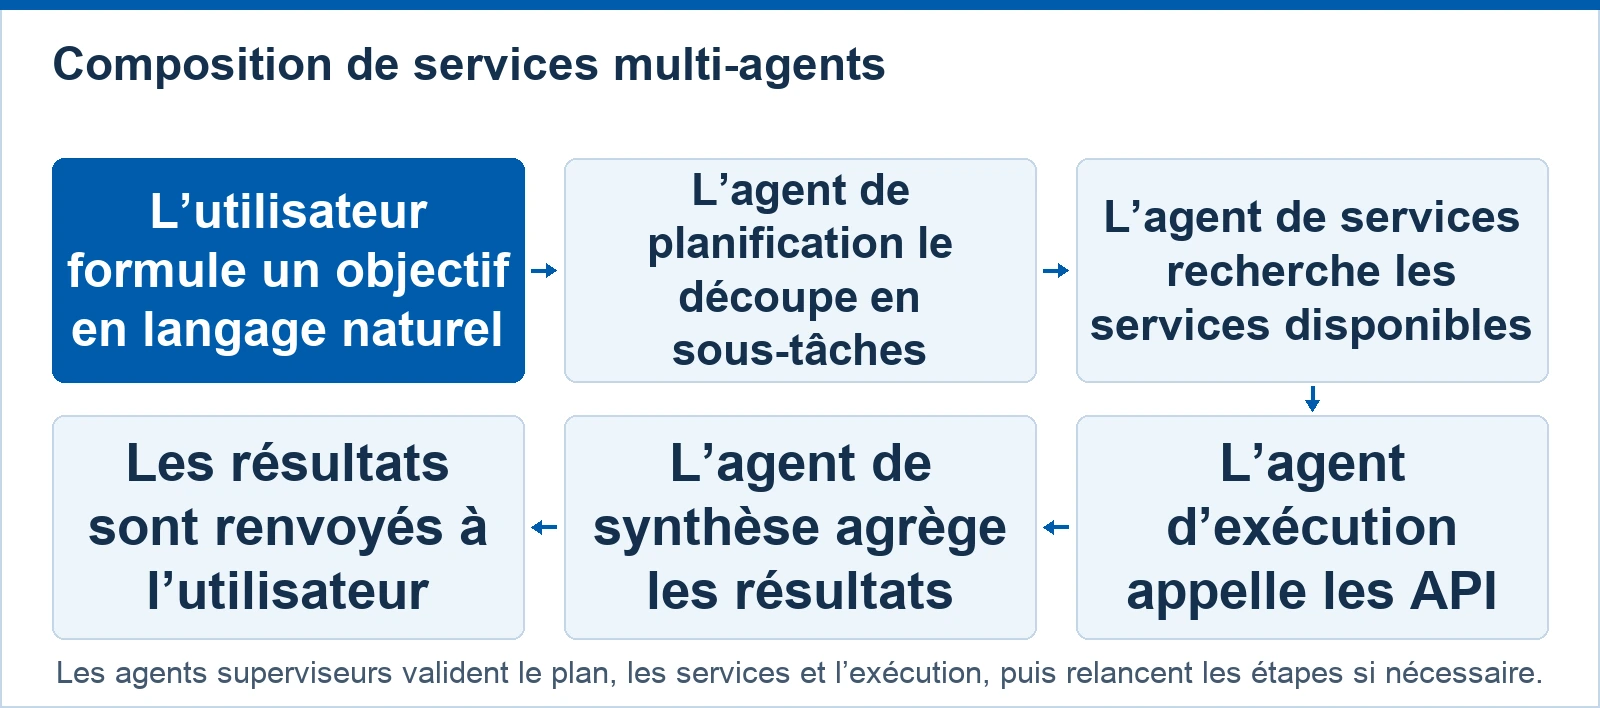 Composition de services multi-agents
L’utilisateur
formule un objectif
en langage naturel
L’agent de
planification le
découpe en
sous-tâches
L’agent de services
recherche les
services disponibles
L’agent
d’exécution
appelle les API
L’agent de
synthèse agrège
les résultats
Les résultats
sont renvoyés à
l’utilisateur
Les agents superviseurs valident le plan, les services et l’exécution, puis relancent les étapes si nécessaire.